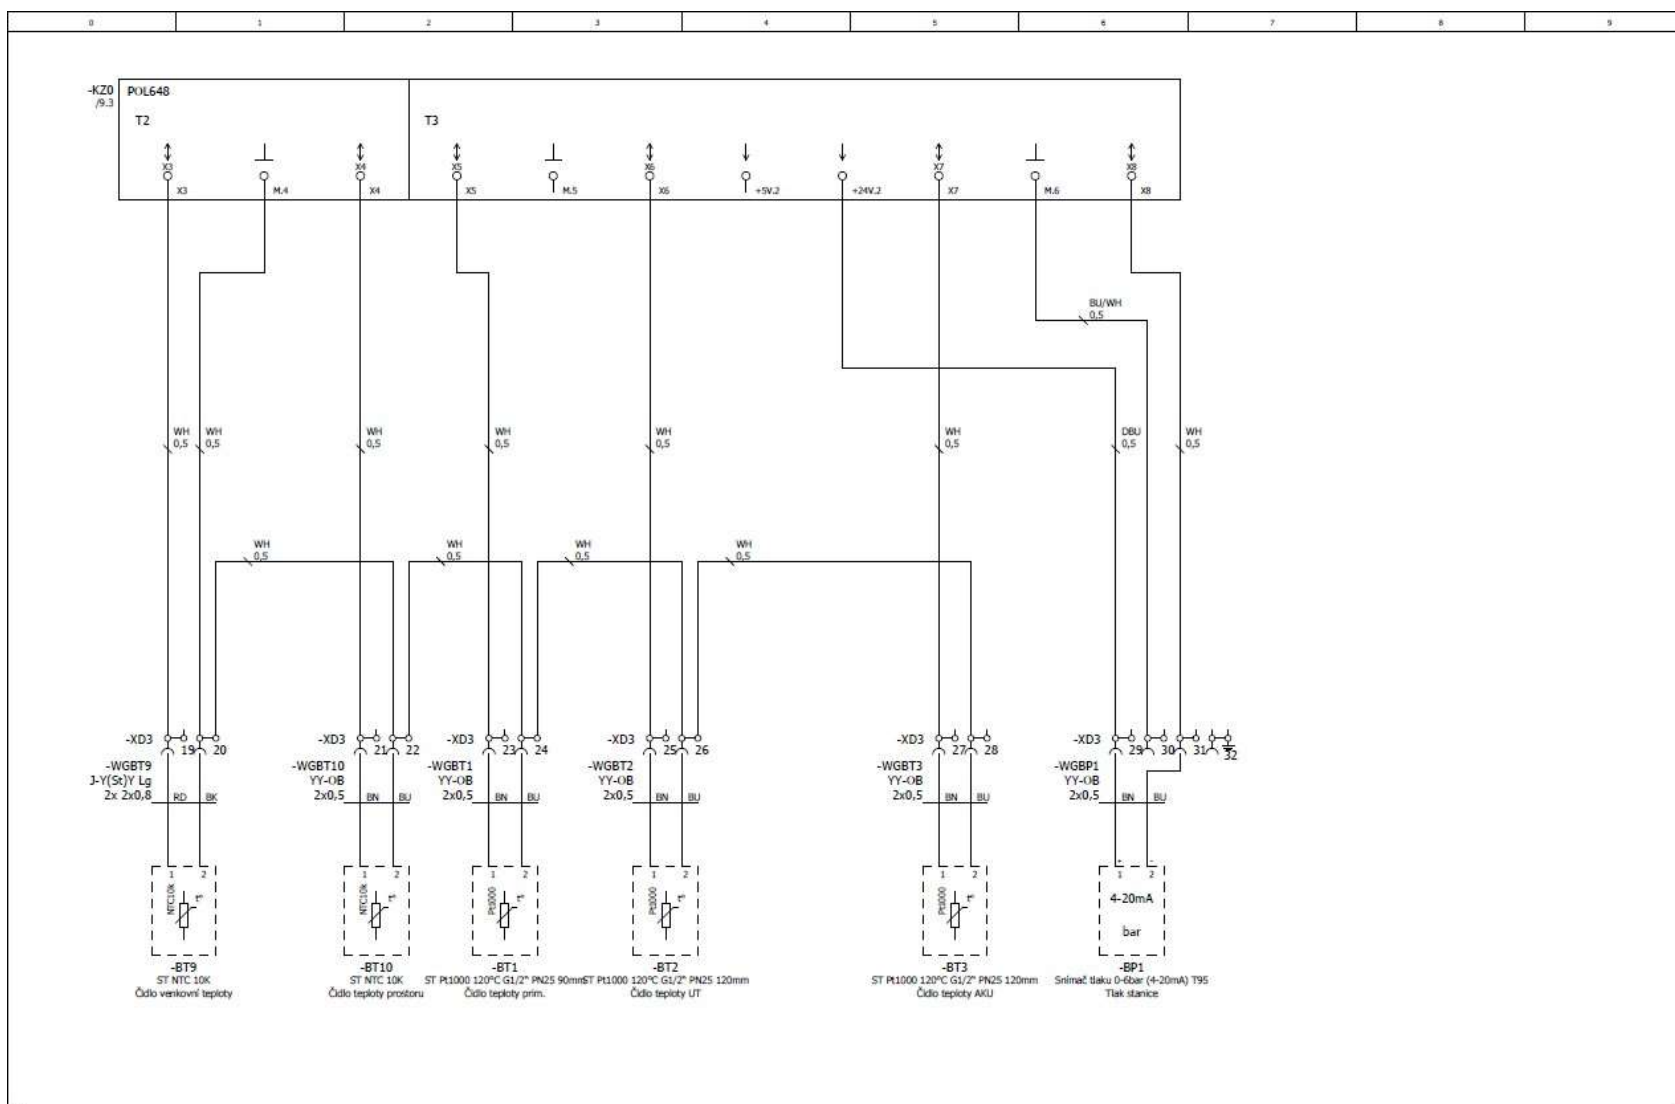 0 1 2 3 4 5 6 7 8 9
-KZ0 POL648
/9.3
T2 T3
X3 X4 X5 X6 X7 X8
X3 M.4 X4 X5 M.5 X6 +5V.2 +24V.2 X7 M.6 X8
BU/WH
0,5
WH WH WH WH WH WH DBU WH
0,5 0,5 0,5 0,5 0,5 0,5 0,5 0,5
WH WH WH WH
0,5 0,5 0,5 0,5
-XD3 19 20 -XD3 21 22 -XD3 23 24 -XD3 25 26 -XD3 27 28 -XD3 29 30 31 32
-WGBT9 -WGBT10 -WGBT1 -WGBT2 -WGBT3 -WGBP1
J-Y(St)Y Lg YY-OB YY-OB YY-OB YY-OB YY-OB
2x 2x0,8 RD BK 2x0,5 BN BU 2x0,5 BN BU 2x0,5 BN BU 2x0,5 BN BU 2x0,5 BN BU
+ -
1 2 1 2 1 2 1 2 1 2 1 2
NTC10k NTC10k Pt1000 Pt1000 Pt1000 4-20mA
bar
-BT9 -BT10 -BT1 -BT2 -BT3 -BP1
ST NTC 10K ST NTC 10K ST Pt1000 120°C G1/2" PN25 90mm ST Pt1000 120°C G1/2" PN25 120mm ST Pt1000 120°C G1/2" PN25 120mm Snímač tlaku 0-6bar (4-20mA) T95
Čidlo venkovní teploty Čidlo teploty prostoru Čidlo teploty prim. Čidlo teploty UT Čidlo teploty AKU Tlak stanice